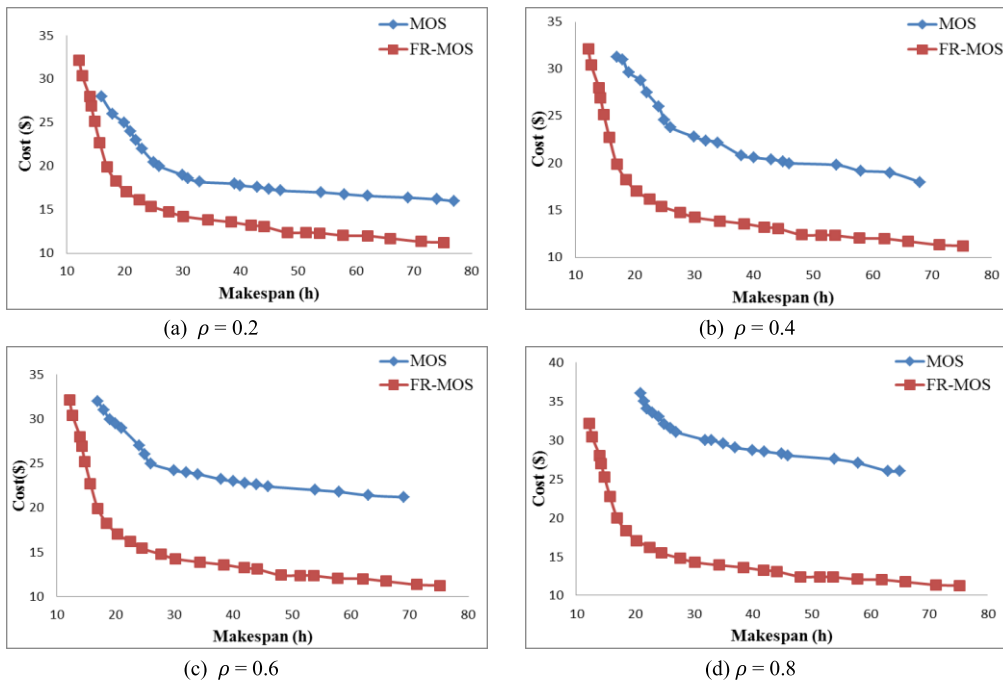 MOS
FR-MOS
35
30
25
20
15
10
10 20 30 40 50 60 70 80
Cost ($)
Makespan (h)
(a) ρ = 0.2
MOS
FR-MOS
35
30
25
20
15
10
10 20 30 40 50 60 70 80
Cost ($)
Makespan (h)
(b) ρ = 0.4
MOS
FR-MOS
35
30
25
20
15
10
10 20 30 40 50 60 70 80
Cost($)
Makespan (h)
(c) ρ = 0.6
MOS
FR-MOS
40
35
30
25
20
15
10
10 20 30 40 50 60 70 80
Cost ($)
Makespan (h)
(d) ρ = 0.8